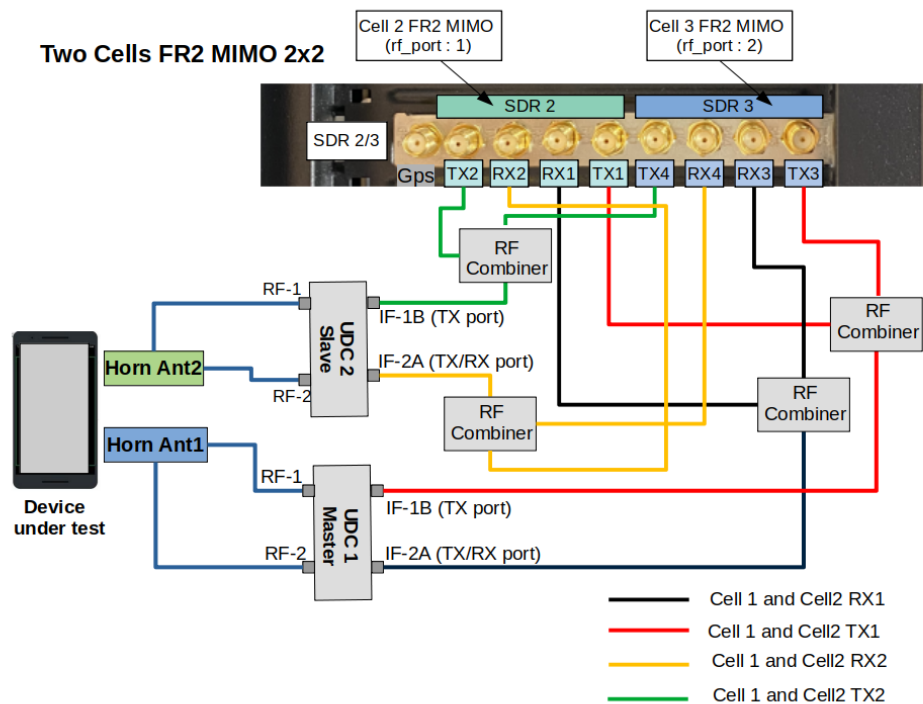 Two Cells FR2 MIMO 2x2
Cell 2 FR2 MIMO
(rf_port : 1)
Cell 3 FR2 MIMO
(rf_port : 2)
SDR 2
SDR 3
SDR 2/3
Gps
TX2
RX2
RX1
TX1
TX4
RX4
RX3
TX3
RF
Combiner
RF-1
IF-1B (TX port)
UDC 2
Slave
RF
Combiner
Horn Ant2
IF-2A (TX/RX port)
RF-2
RF
Combiner
RF
Combiner
Horn Ant1
RF-1
IF-1B (TX port)
Device
under test
UDC 1
Master
RF-2
IF-2A (TX/RX port)
Cell 1 and Cell2 RX1
Cell 1 and Cell2 TX1
Cell 1 and Cell2 RX2
Cell 1 and Cell2 TX2